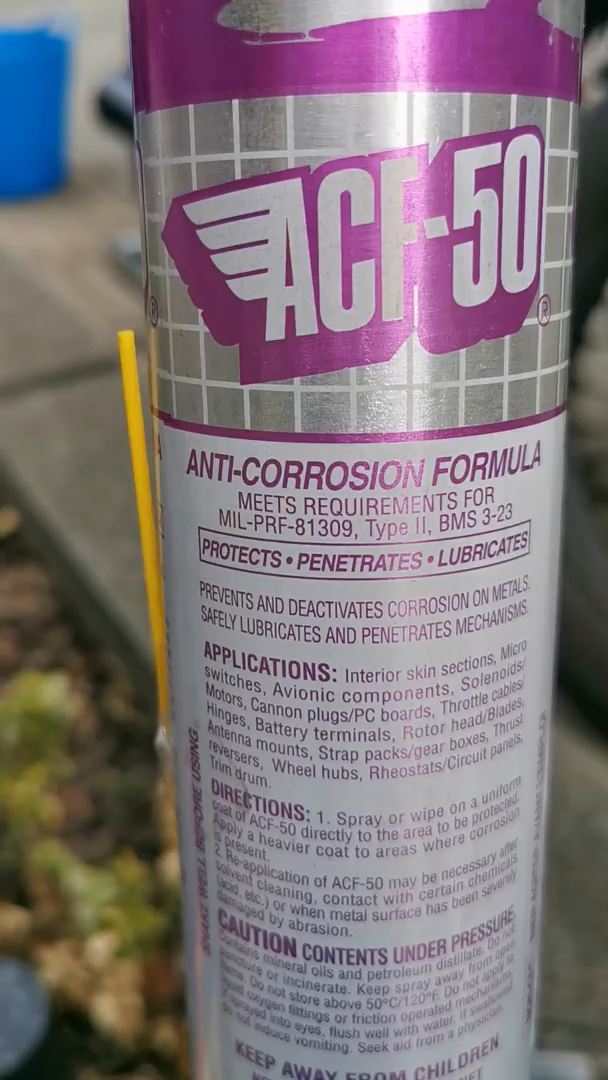 ACF-50
®
®
ANTI-CORROSION FORMULA
MEETS REQUIREMENTS FOR
MIL-PRF-81309, Type II, BMS 3-23
PROTECTS • PENETRATES • LUBRICATES
PREVENTS AND DEACTIVATES CORROSION ON METALS.
SAFELY LUBRICATES AND PENETRATES MECHANISMS.
APPLICATIONS: Interior skin sections, Micro
switches, Avionic components, Solenoids/
Motors, Cannon plugs/PC boards, Throttle cables/
Hinges, Battery terminals, Rotor head/Blades,
Antenna mounts, Strap packs/gear boxes, Thrust
reversers, Wheel hubs, Rheostats/Circuit panels,
Trim drum.
DIRECTIONS: 1. Spray or wipe on a uniform
coat of ACF-50 directly to the area to be protected.
Apply a heavier coat to areas where corrosion
is present.
2. Re-application of ACF-50 may be necessary after
solvent cleaning, contact with certain chemicals
(acid, etc.) or when metal surface has been severely
damaged by abrasion.
CAUTION CONTENTS UNDER PRESSURE
Contains mineral oils and petroleum distillate. Do not
puncture or incinerate. Keep spray away from open
flame. Do not store above 50°C/120°F. Do not apply to
liquid oxygen fittings or friction operated mechanisms.
If sprayed into eyes, flush well with water. If swallowed
do not induce vomiting. Seek aid from a physician.
KEEP AWAY FROM CHILDREN
SHAKE WELL BEFORE USING